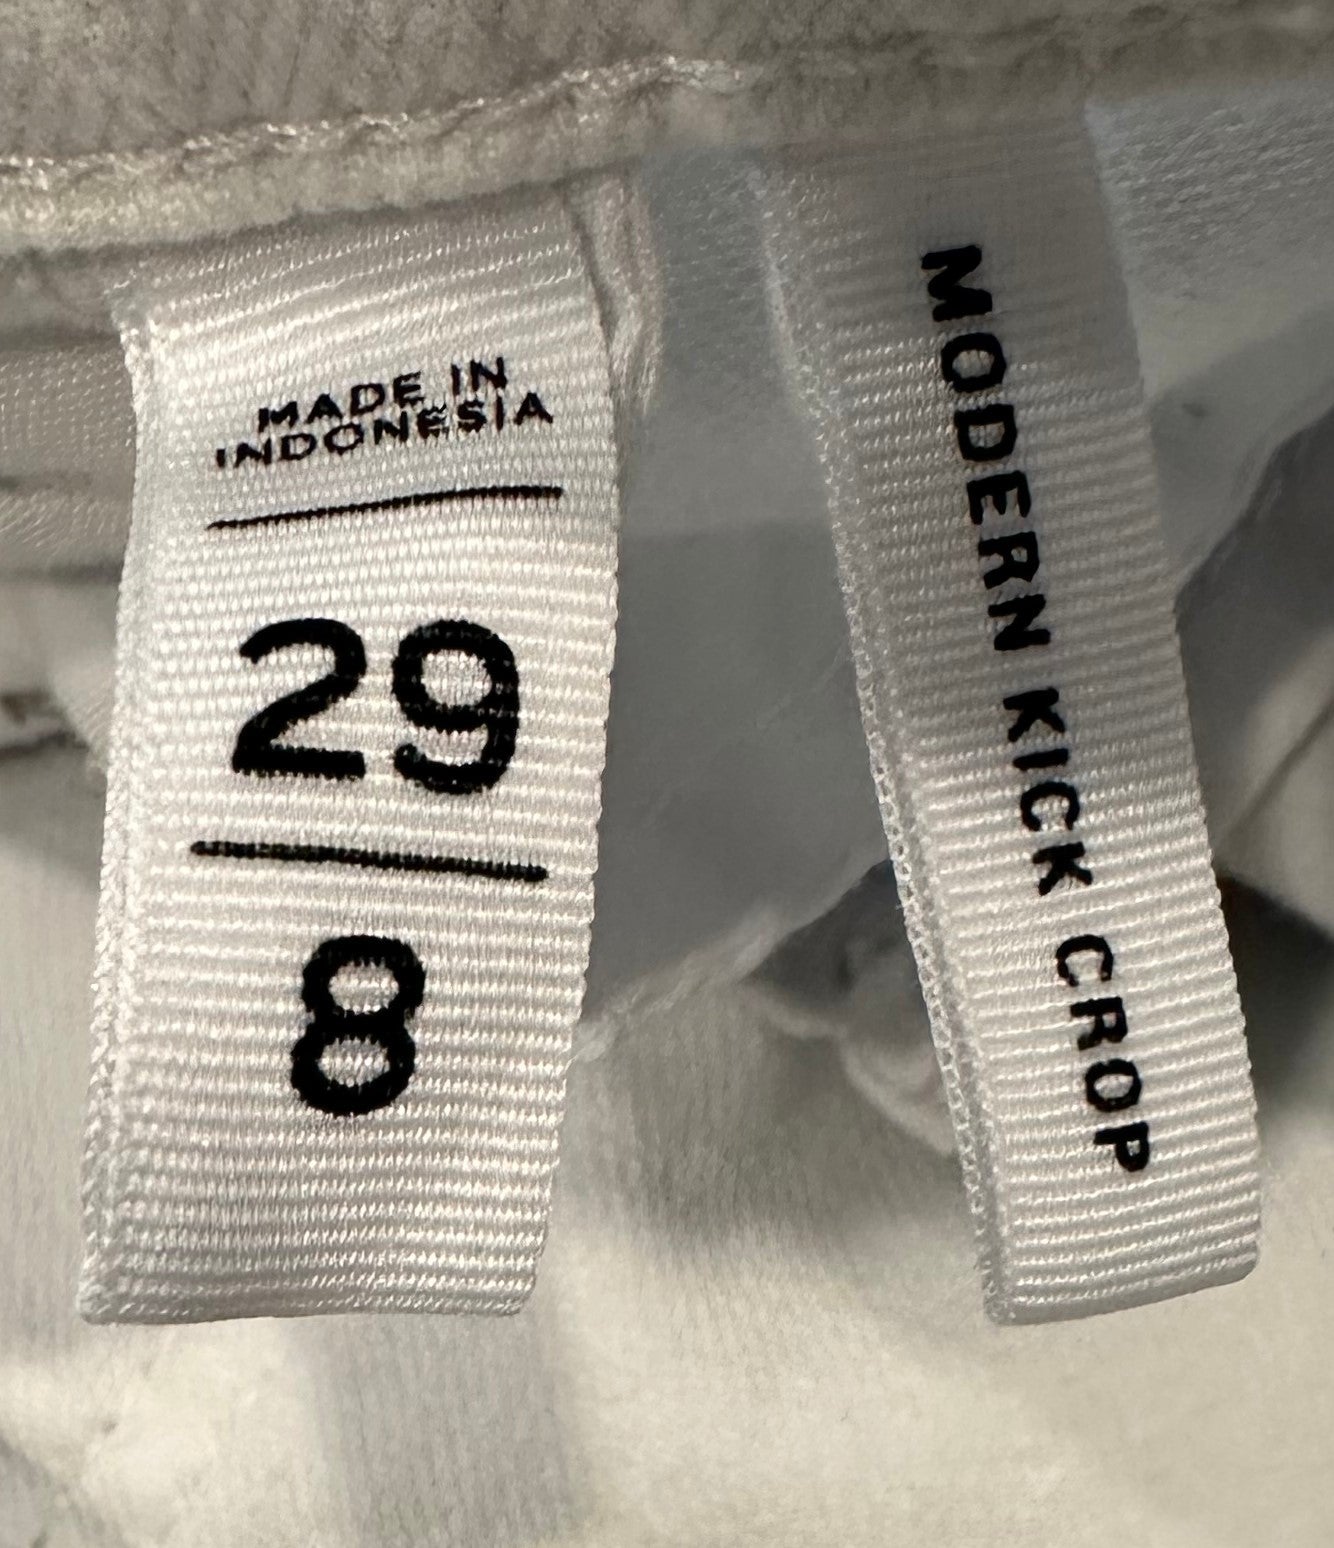 MADE IN
INDONESIA
29
8
MODERN KICK CROP